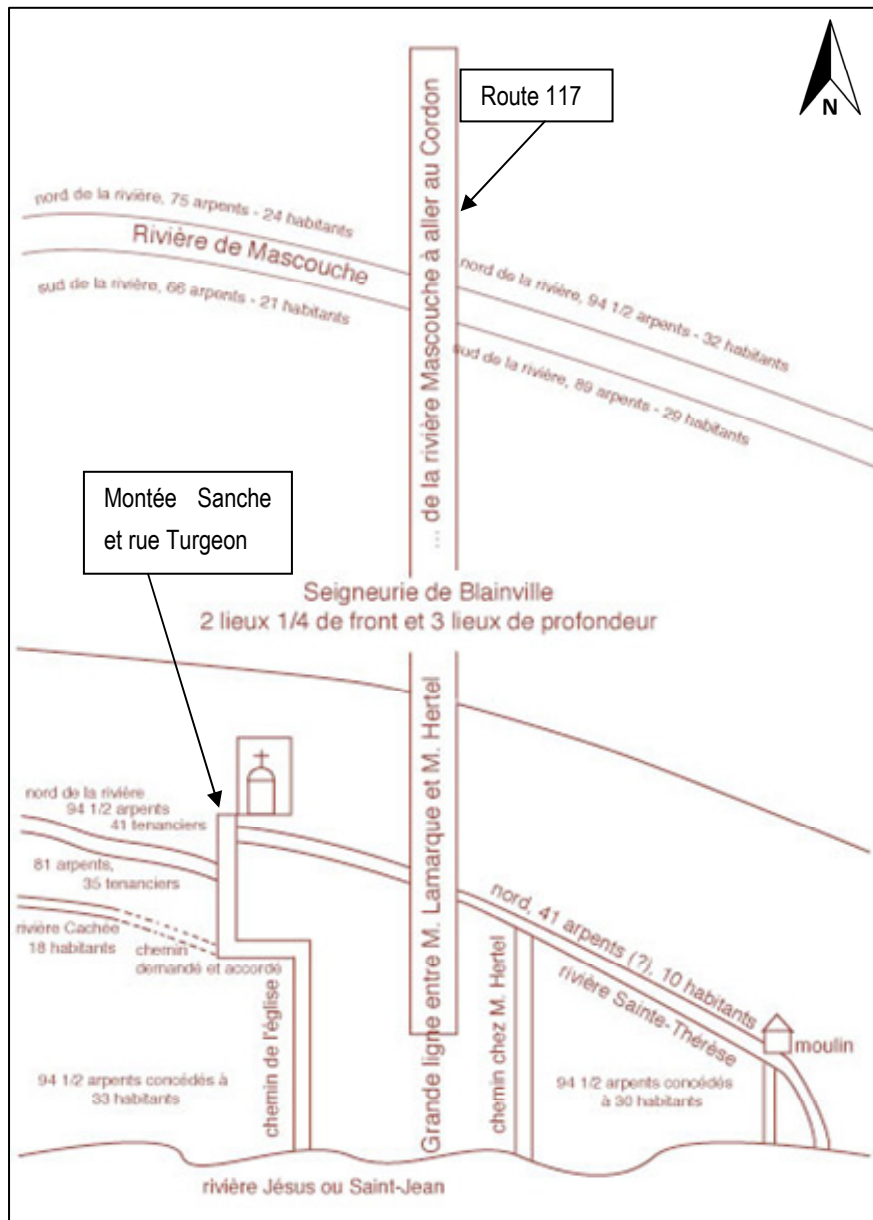 N
Route 117
nord de la rivière, 75 arpents - 24 habitants
Rivière de Mascouche
sud de la rivière, 66 arpents - 21 habitants
... de la rivière Mascouche à aller au Cordon
nord de la rivière, 94 1/2 arpents - 32 habitants
sud de la rivière, 89 arpents - 29 habitants
Montée Sanche
et rue Turgeon
Seigneurie de Blainville
2 lieux 1/4 de front et 3 lieux de profondeur
nord de la rivière
94 1/2 arpents
41 tenanciers
81 arpents,
35 tenanciers
rivière Cachée
18 habitants
chemin
demandé et accordé
chemin de l'église
Grande ligne entre M. Lamarque et M. Hertel
chemin chez M. Hertel
nord, 41 arpents (?), 10 habitants
rivière Sainte-Thérèse
moulin
94 1/2 arpents concédés à
33 habitants
94 1/2 arpents concédés
à 30 habitants
rivière Jésus ou Saint-Jean